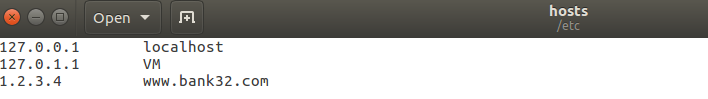 Open
hosts
/etc
127.0.0.1 localhost
127.0.1.1 VM
1.2.3.4 www.bank32.com